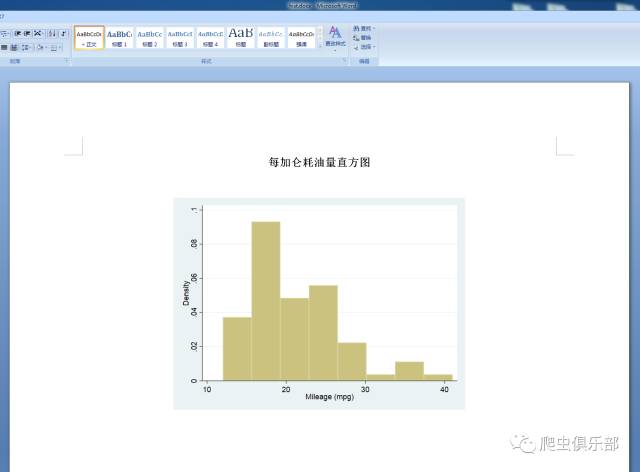 Microsoft Word
AaBbCcDc AaBbC AaBbCc AaBbCcE AaBbCcE AaB AaBbCc. AaBbCcDc
正文 标题 1 标题 2 标题 3 标题 4 标题 副标题 强调
更改样式
查找
替换
选择
段落 样式 编辑
每加仑耗油量直方图
.1
.08
.06
.04
.02
0
Density
10 20 30 40
Mileage (mpg)
爬虫俱乐部